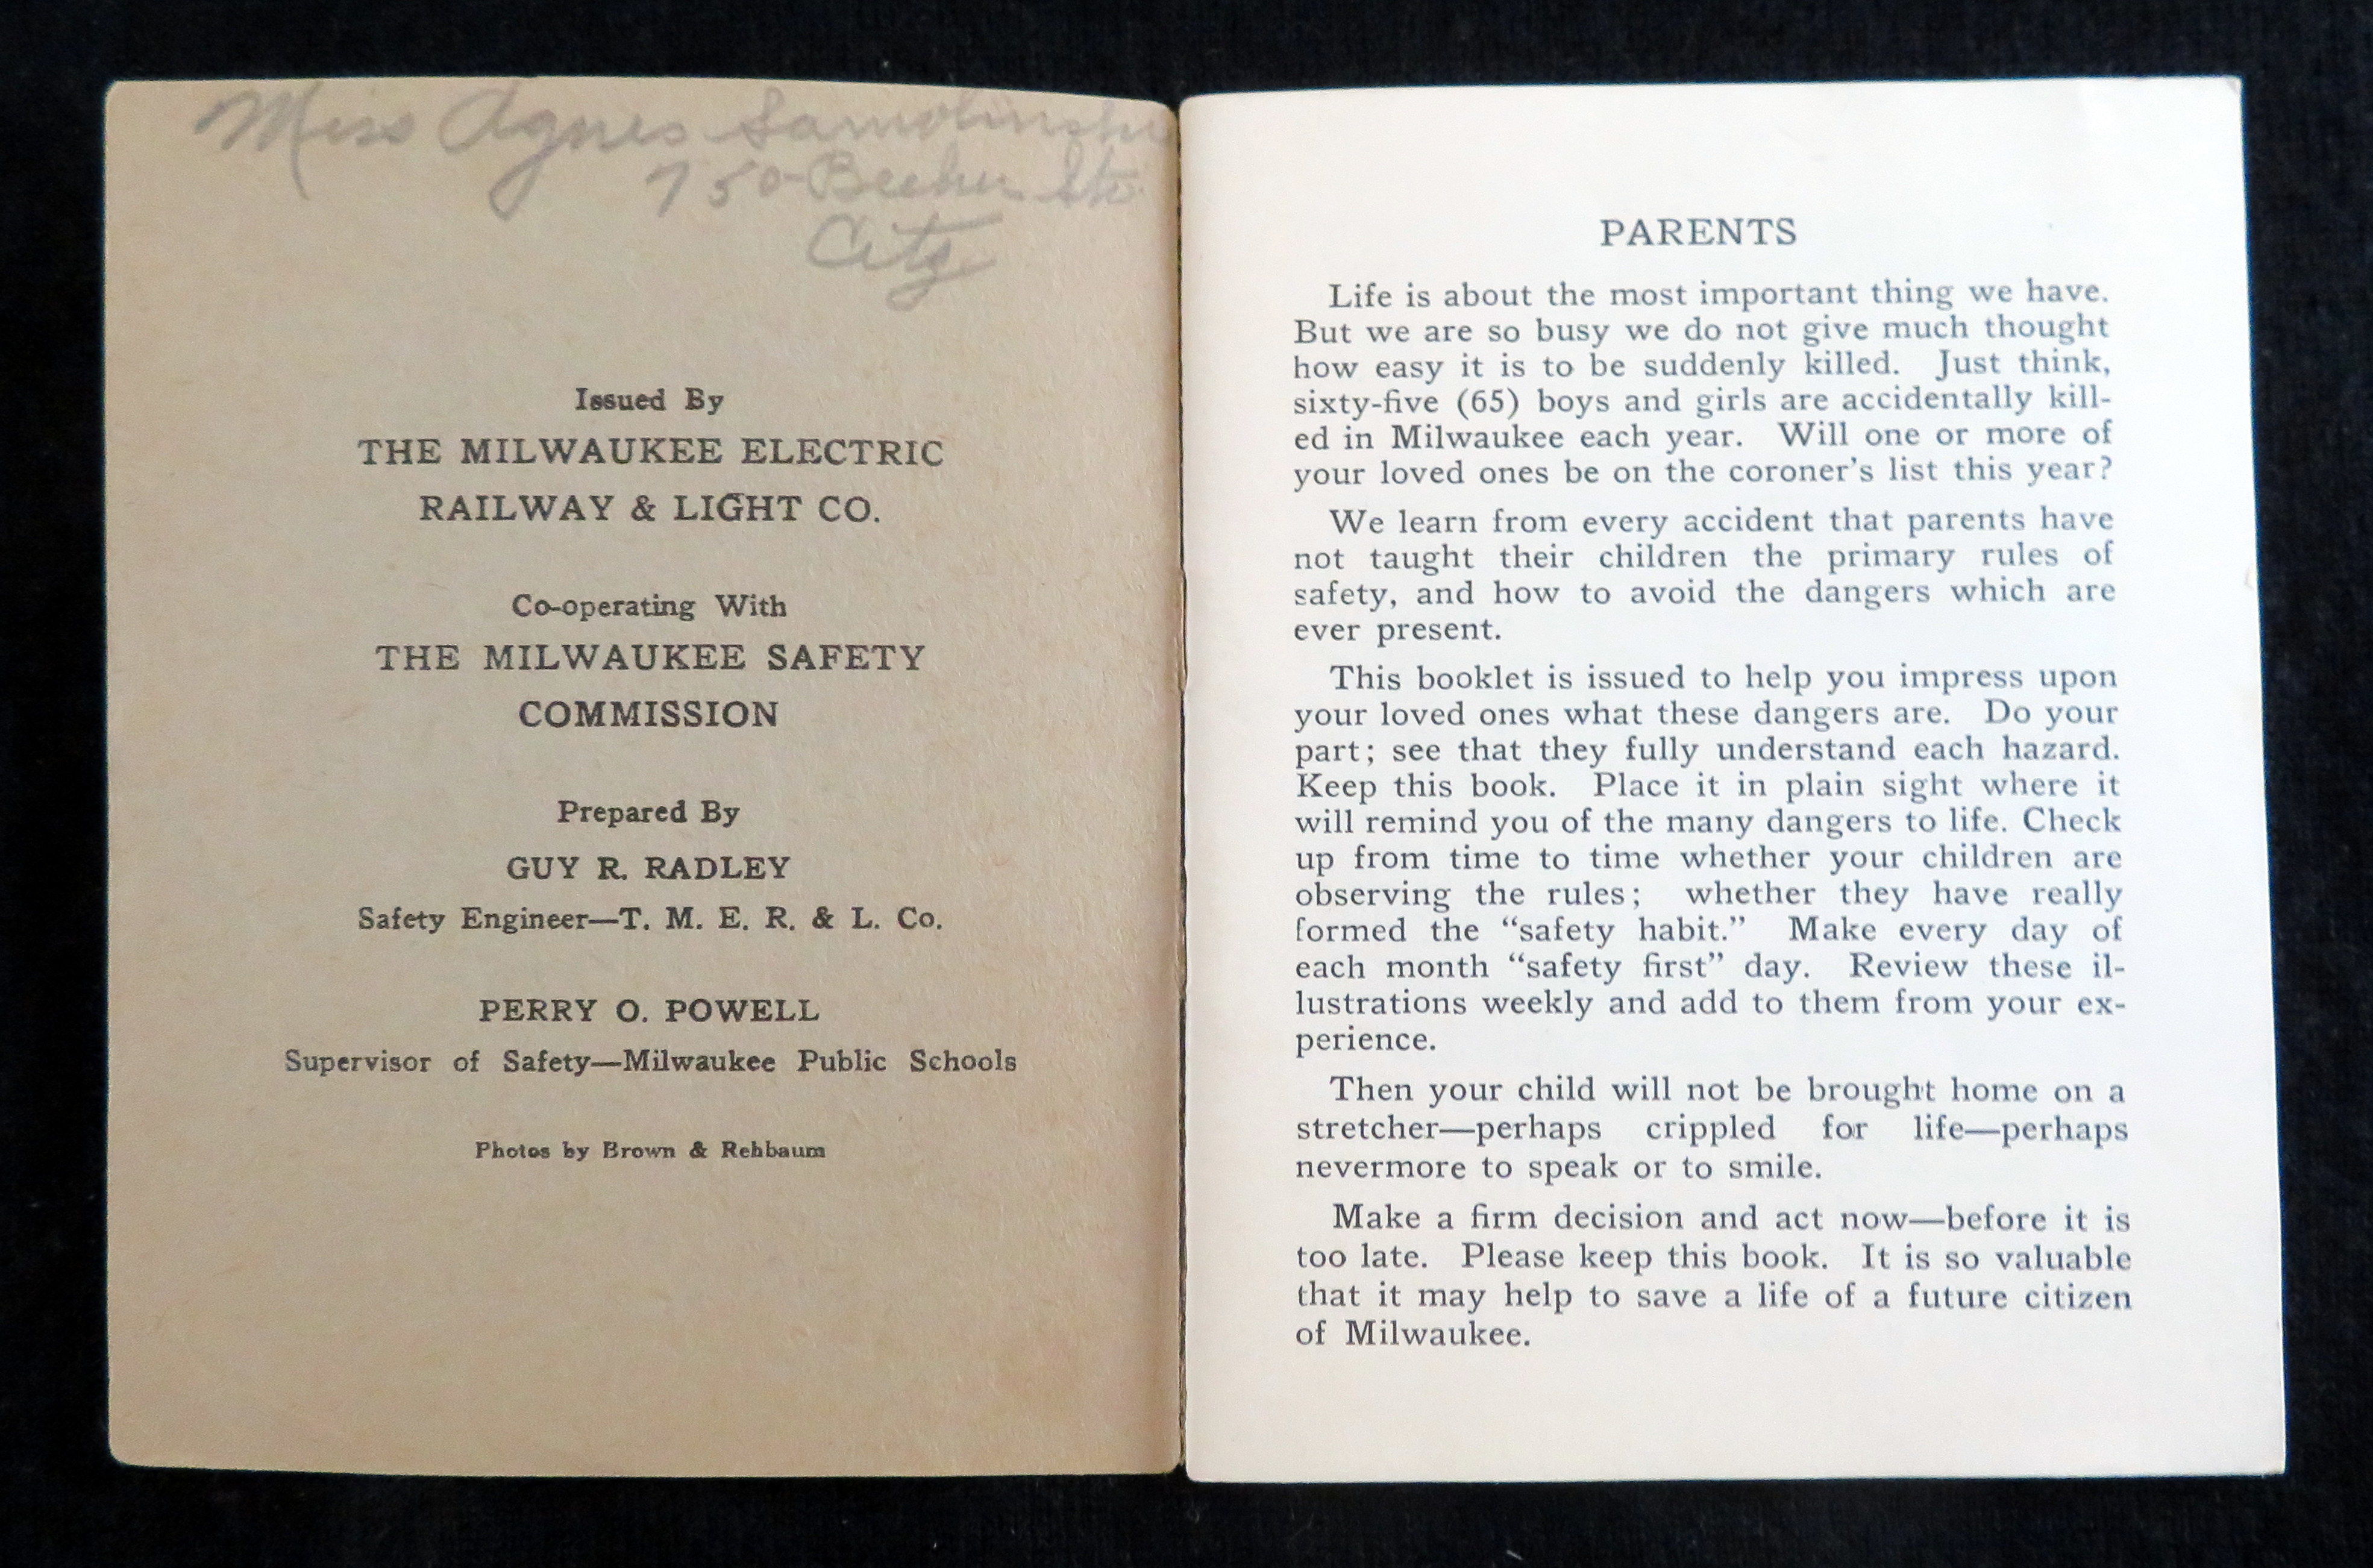 Miss Agnes Samolinski
750 Becher St.
City
Issued By
THE MILWAUKEE ELECTRIC
RAILWAY & LIGHT CO.
Co-operating With
THE MILWAUKEE SAFETY
COMMISSION
Prepared By
GUY R. RADLEY
Safety Engineer—T. M. E. R. & L. Co.
PERRY O. POWELL
Supervisor of Safety—Milwaukee Public Schools
Photos by Brown & Rehbaum
PARENTS
Life is about the most important thing we have.
But we are so busy we do not give much thought
how easy it is to be suddenly killed. Just think,
sixty-five (65) boys and girls are accidentally kill-
ed in Milwaukee each year. Will one or more of
your loved ones be on the coroner's list this year?
We learn from every accident that parents have
not taught their children the primary rules of
safety, and how to avoid the dangers which are
ever present.
This booklet is issued to help you impress upon
your loved ones what these dangers are. Do your
part; see that they fully understand each hazard.
Keep this book. Place it in plain sight where it
will remind you of the many dangers to life. Check
up from time to time whether your children are
observing the rules; whether they have really
formed the “safety habit.” Make every day of
each month “safety first” day. Review these il-
lustrations weekly and add to them from your ex-
perience.
Then your child will not be brought home on a
stretcher—perhaps crippled for life—perhaps
nevermore to speak or to smile.
Make a firm decision and act now—before it is
too late. Please keep this book. It is so valuable
that it may help to save a life of a future citizen
of Milwaukee.